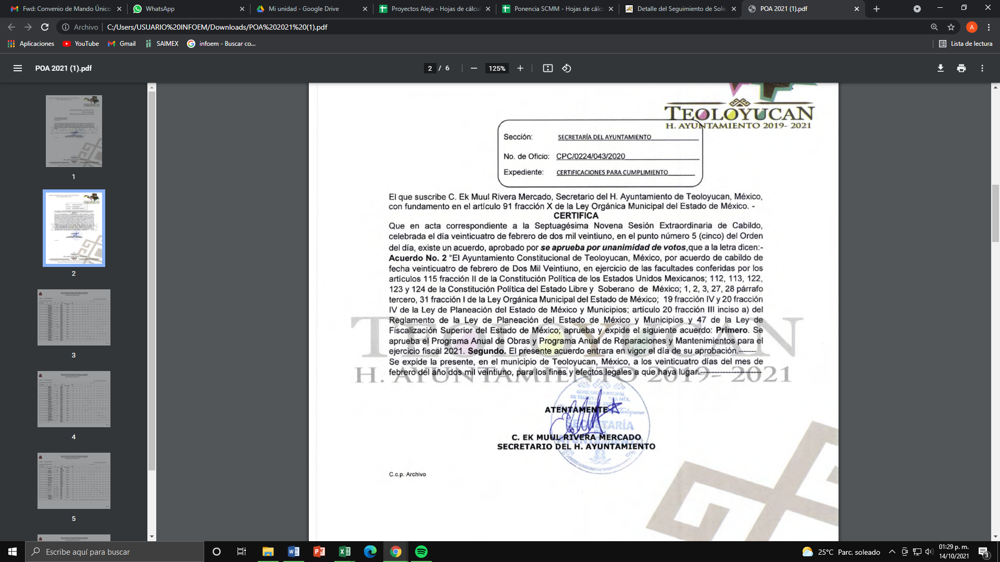 Fwd: Convenio de Mando Único
WhatsApp
Mi unidad - Google Drive
Proyectos Aleja - Hojas de cálcu
Ponencia SCMM - Hojas de cálcu
Detalle del Seguimiento de Solic
POA 2021 (1).pdf
Archivo
C:/Users/USUARIO%20INFOEM/Downloads/POA%202021%20(1).pdf
A
Aplicaciones
YouTube
Gmail
SAIMEX
infoem - Buscar co...
Lista de lectura
POA 2021 (1).pdf
2 / 6
125%
1
2
3
4
5
TEOLOYUCAN
H. AYUNTAMIENTO 2019- 2021
Sección: SECRETARÍA DEL AYUNTAMIENTO
No. de Oficio: CPC/0224/043/2020
Expediente: CERTIFICACIONES PARA CUMPLIMIENTO
El que suscribe C. Ek Muul Rivera Mercado, Secretario del H. Ayuntamiento de Teoloyucan, México,
con fundamento en el artículo 91 fracción X de la Ley Orgánica Municipal del Estado de México. -
CERTIFICA
Que en acta correspondiente a la Septuagésima Novena Sesión Extraordinaria de Cabildo,
celebrada el día veinticuatro de febrero de dos mil veintiuno, en el punto número 5 (cinco) del Orden
del día, existe un acuerdo, aprobado por se aprueba por unanimidad de votos,que a la letra dicen:-
Acuerdo No. 2 “El Ayuntamiento Constitucional de Teoloyucan, México, por acuerdo de cabildo de
fecha veinticuatro de febrero de Dos Mil Veintiuno, en ejercicio de las facultades conferidas por los
artículos 115 fracción II de la Constitución Política de los Estados Unidos Mexicanos; 112, 113, 122,
123 y 124 de la Constitución Política del Estado Libre y Soberano de México; 1, 2, 3, 27, 28 párrafo
tercero, 31 fracción I de la Ley Orgánica Municipal del Estado de México; 19 fracción IV y 20 fracción
IV de la Ley de Planeación del Estado de México y Municipios; artículo 20 fracción III inciso a) del
Reglamento de la Ley de Planeación del Estado de México y Municipios y 47 de la Ley de
Fiscalización Superior del Estado de México; aprueba y expide el siguiente acuerdo: Primero. Se
aprueba el Programa Anual de Obras y Programa Anual de Reparaciones y Mantenimientos para el
ejercicio fiscal 2021. Segundo. El presente acuerdo entrara en vigor el día de su aprobación.-------
Se expide la presente, en el municipio de Teoloyucan, México, a los veinticuatro días del mes de
febrero del año dos mil veintiuno, para los fines y efectos legales a que haya lugar.----------------------
TEOLOYUCAN
H. AYUNTAMIENTO 2019- 2021
ATENTAMENTE
C. EK MUUL RIVERA MERCADO
SECRETARIO DEL H. AYUNTAMIENTO
C.c.p. Archivo
Escribe aquí para buscar
25°C Parc. soleado
01:29 p. m.
14/10/2021
3